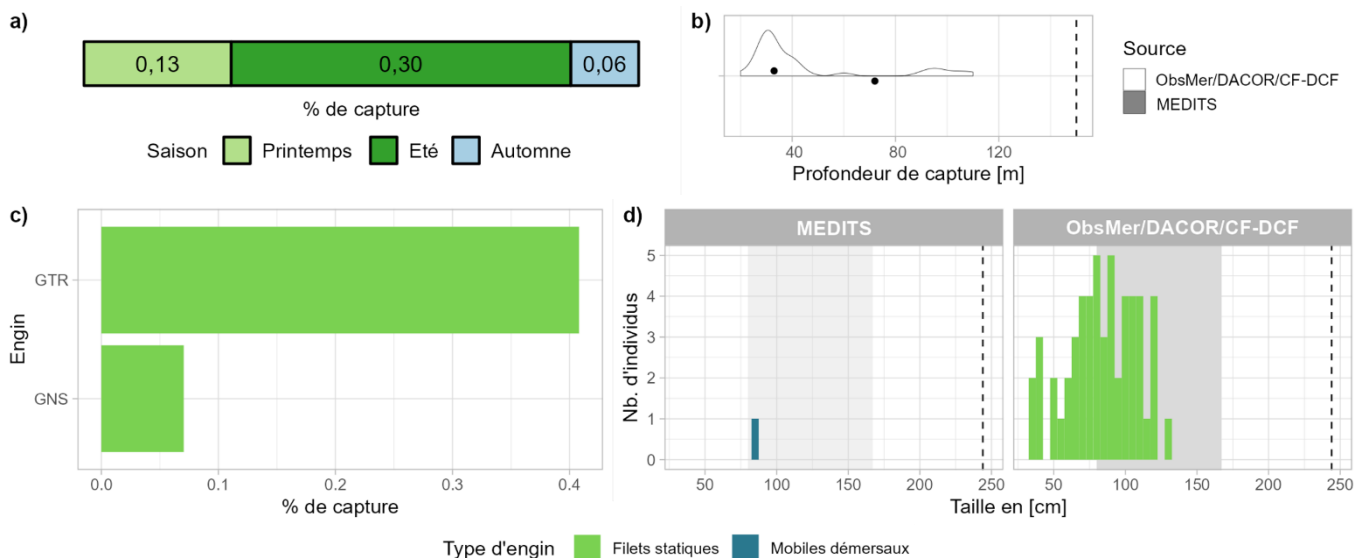 a)
0,13 0,30 0,06
% de capture
Saison Printemps Eté Automne
b)
40 80 120
Profondeur de capture [m]
Source
ObsMer/DACOR/CF-DCF
MEDITS
c)
Engin
GTR
GNS
0.0 0.1 0.2 0.3 0.4
% de capture
d)
MEDITS ObsMer/DACOR/CF-DCF
Nb. d'individus
5
4
3
2
1
0
50 100 150 200 250 50 100 150 200 250
Taille en [cm]
Type d'engin Filets statiques Mobiles démersaux